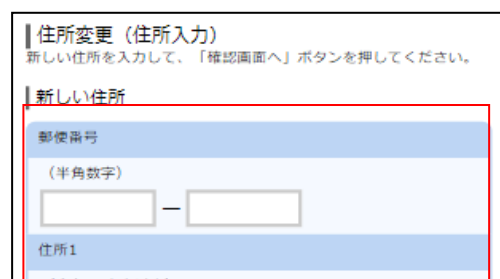 住所変更（住所入力）
新しい住所を入力して、「確認画面へ」ボタンを押してください。
新しい住所
郵便番号
（半角数字）
―
住所1